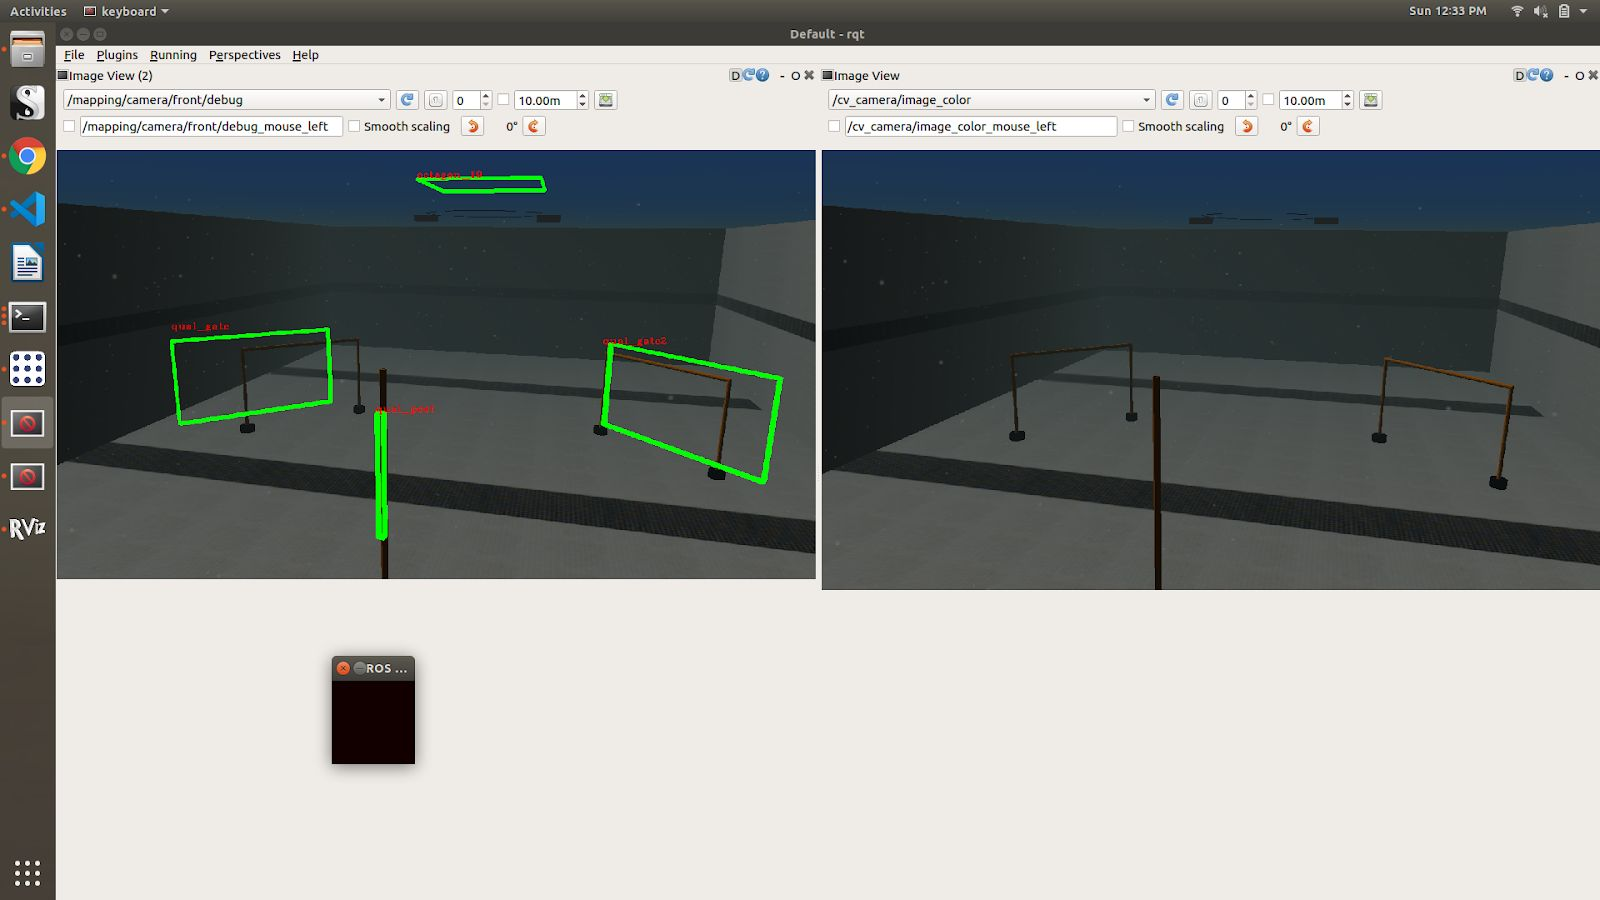 Activities keyboard Sun 12:33 PM
Default - rqt
File Plugins Running Perspectives Help
Image View (2) D - O
/mapping/camera/front/debug 0 10.00m
/mapping/camera/front/debug_mouse_left Smooth scaling 0°
Image View D - O
/cv_camera/image_color 0 10.00m
/cv_camera/image_color_mouse_left Smooth scaling 0°
qual_gate
qual_gate2
RViz
ROS ...